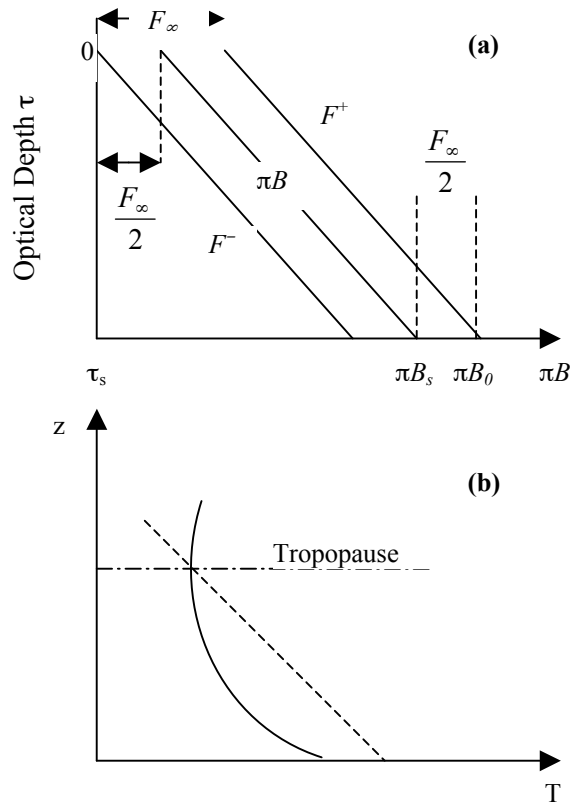 F∞
(a)
0
F⁺
F∞
2
πB
F∞
2
F⁻
Optical Depth τ
τₛ
πBₛ
πB₀
πB
z
(b)
Tropopause
T